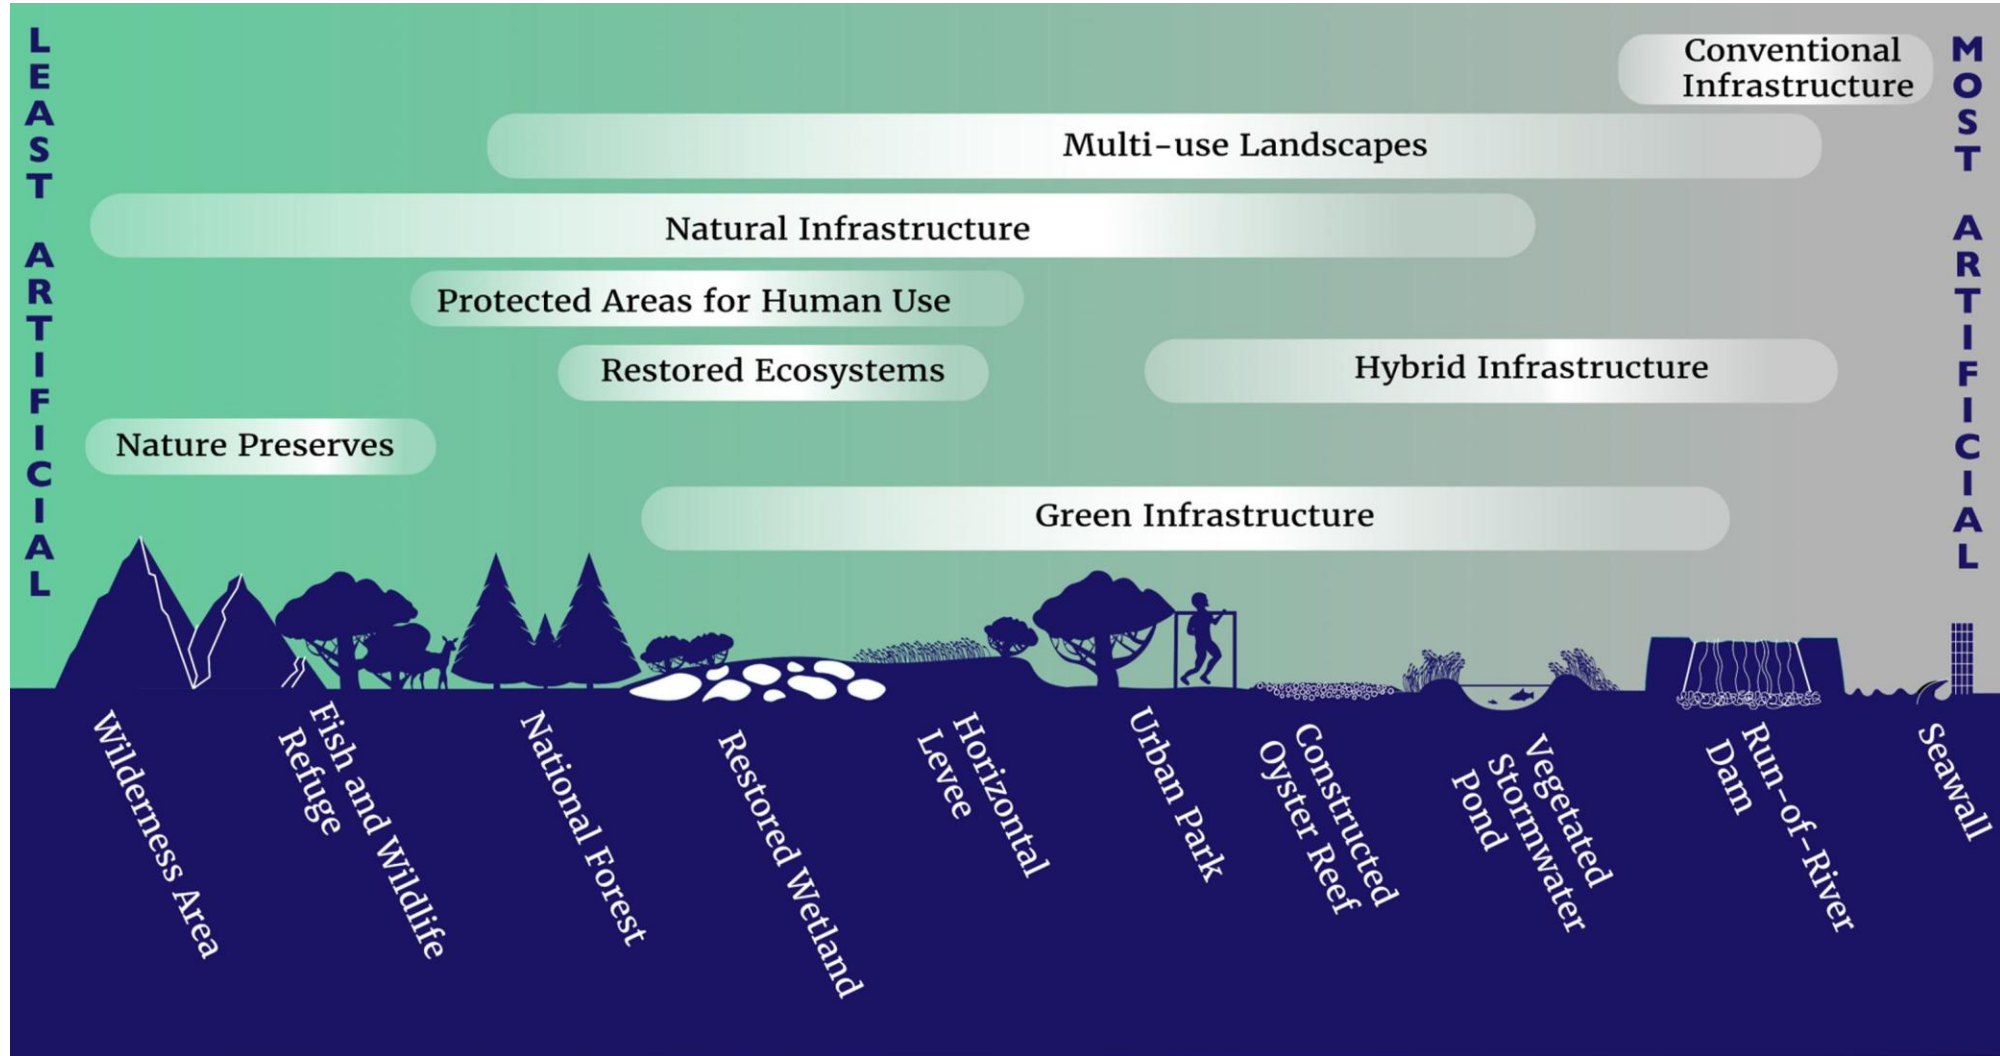 LEAST ARTIFICIAL
MOST ARTIFICIAL
Conventional
Infrastructure
Multi-use Landscapes
Natural Infrastructure
Protected Areas for Human Use
Restored Ecosystems
Hybrid Infrastructure
Nature Preserves
Green Infrastructure
Wilderness Area
Fish and Wildlife
Refuge
National Forest
Restored Wetland
Horizontal
Levee
Urban Park
Constructed
Oyster Reef
Vegetated
Stormwater
Pond
Run-of-River
Dam
Seawall